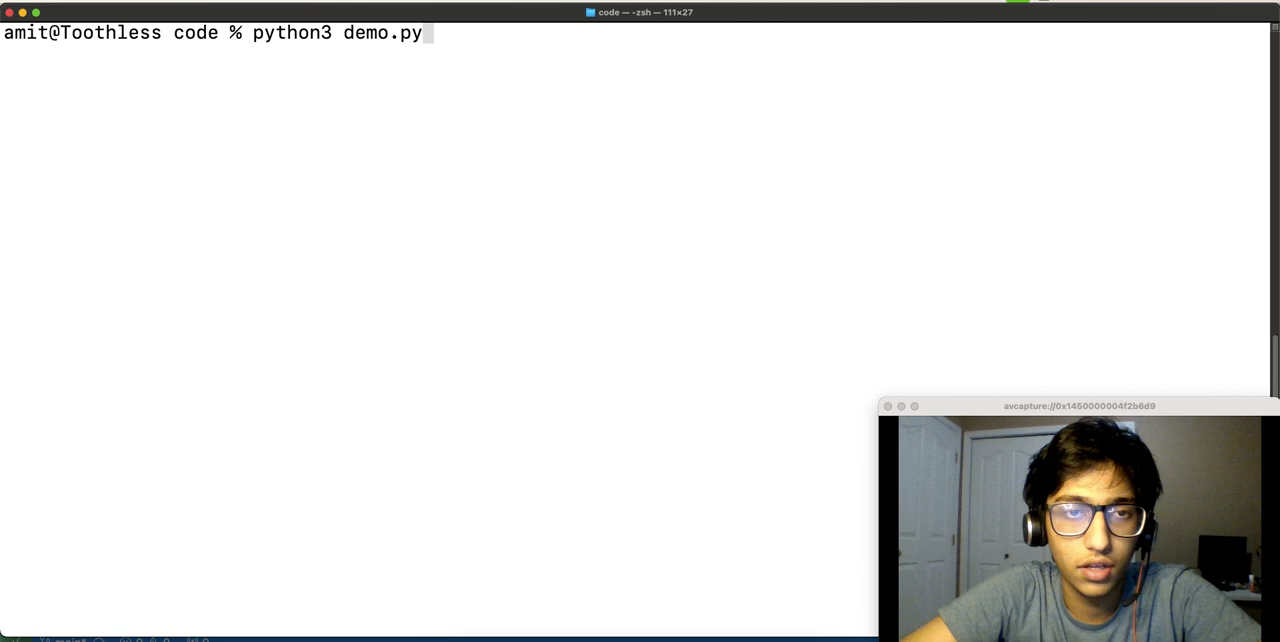 code — -zsh — 111×27
amit@Toothless code % python3 demo.py
avcapture://0x1450000004f2b6d9